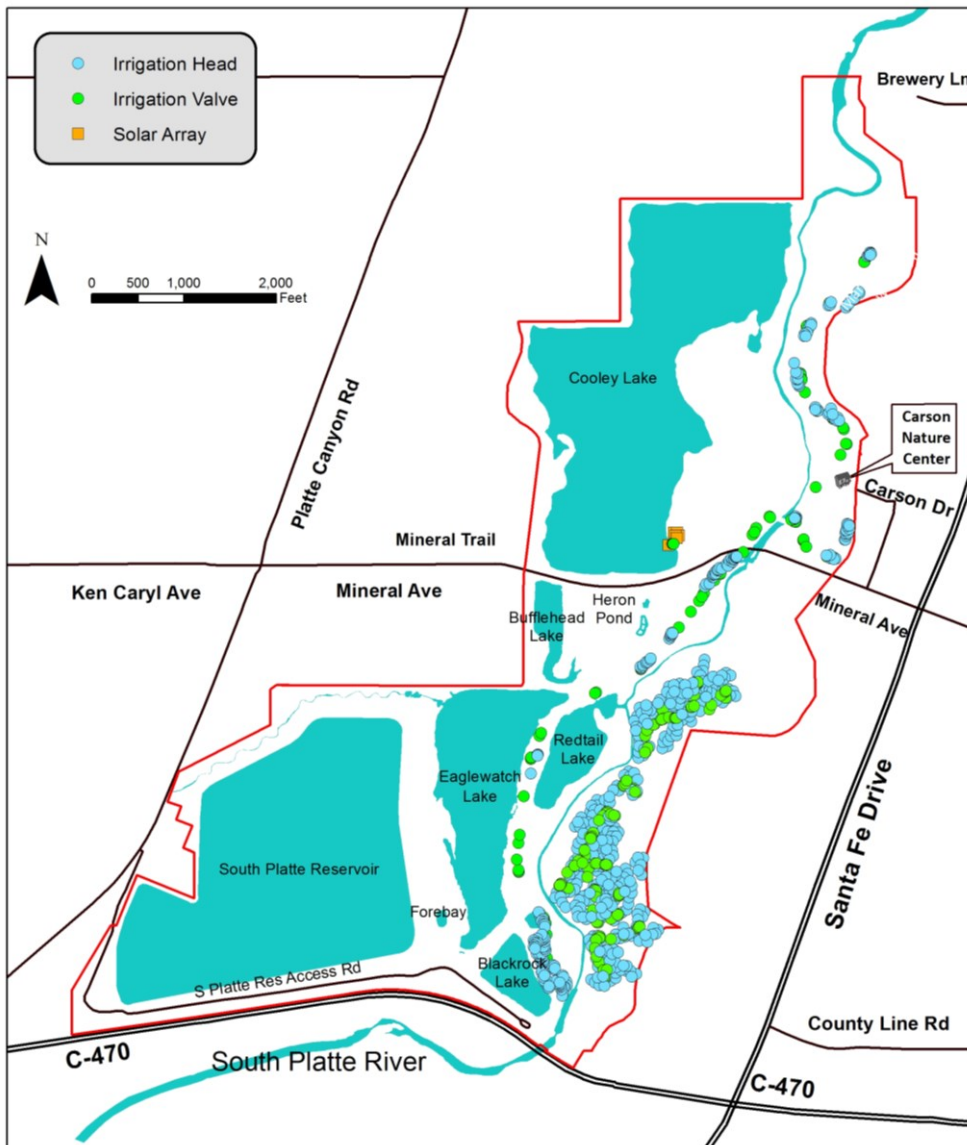 Irrigation Head
Irrigation Valve
Solar Array
Brewery Ln
N
0 500 1,000 2,000
Feet
Platte Canyon Rd
Cooley Lake
Carson
Nature
Center
Carson Dr
Mineral Trail
Ken Caryl Ave
Mineral Ave
Bufflehead
Lake
Heron
Pond
Mineral Ave
Redtail
Lake
Eaglewatch
Lake
Santa Fe Drive
South Platte Reservoir
Forebay
Blackrock
Lake
S Platte Res Access Rd
County Line Rd
C-470
South Platte River
C-470